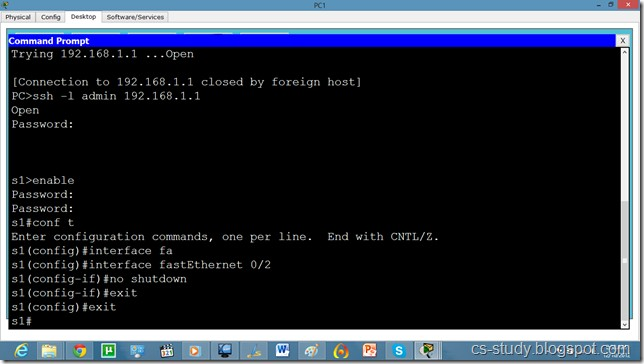 PC1
Physical Config Desktop Software/Services
Command Prompt X
Trying 192.168.1.1 ...Open
[Connection to 192.168.1.1 closed by foreign host]
PC>ssh -l admin 192.168.1.1
Open
Password:
s1>enable
Password:
Password:
s1#conf t
Enter configuration commands, one per line. End with CNTL/Z.
s1(config)#interface fa
s1(config)#interface fastEthernet 0/2
s1(config-if)#no shutdown
s1(config-if)#exit
s1(config)#exit
s1#
cs-study.blogspot.com